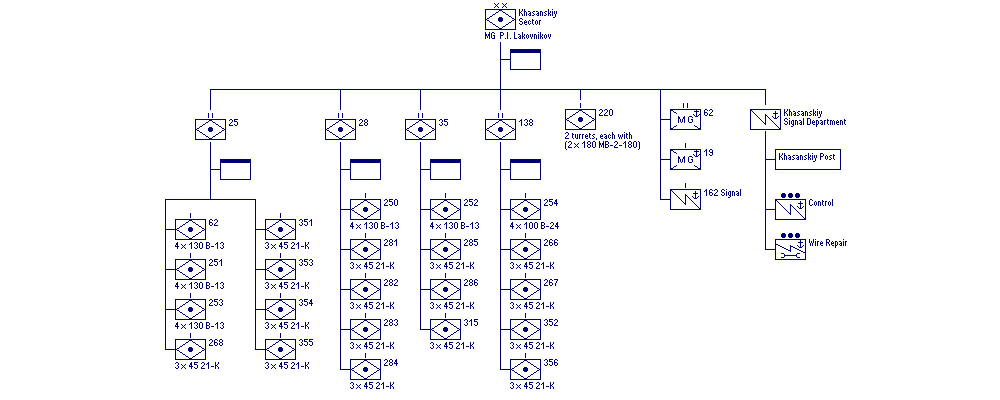 Khasanskiy
Sector
MG P.I. Lakovnikov
25
28
35
138
220
2 turrets, each with
(2 x 180 MB-2-180)
62
MG
19
MG
162 Signal
Khasanskiy
Signal Department
Khasanskiy Post
Control
Wire Repair
62
4 x 130 B-13
251
4 x 130 B-13
253
4 x 130 B-13
268
3 x 45 21-K
351
3 x 45 21-K
353
3 x 45 21-K
354
3 x 45 21-K
355
3 x 45 21-K
250
4 x 130 B-13
281
3 x 45 21-K
282
3 x 45 21-K
283
3 x 45 21-K
284
3 x 45 21-K
252
4 x 130 B-13
285
3 x 45 21-K
286
3 x 45 21-K
315
3 x 45 21-K
254
4 x 100 B-24
266
3 x 45 21-K
267
3 x 45 21-K
352
3 x 45 21-K
356
3 x 45 21-K